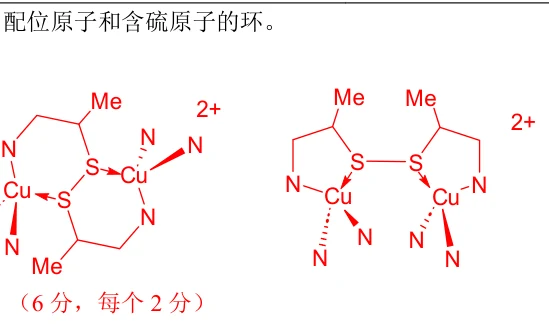 配位原子和含硫原子的环。
Me Me Me 2+ 2+
N N N S S S
Cu Cu S N N
N N Cu Cu
Me N N N N
（6 分，每个 2 分）